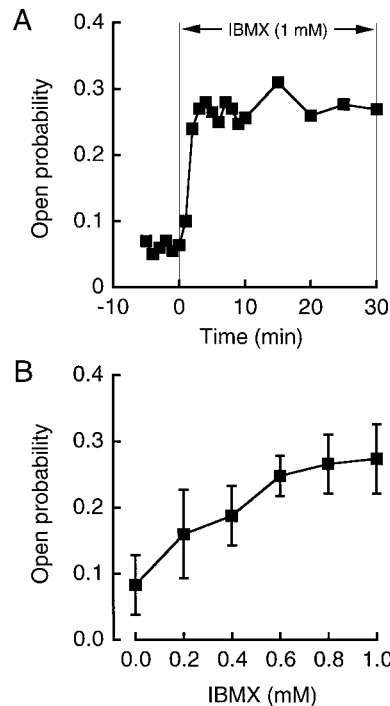 A
IBMX (1 mM)
0.4
0.3
0.2
0.1
0
Open probability
-10 0 10 20 30
Time (min)
B
0.4
0.3
0.2
0.1
0.0
Open probability
0.0 0.2 0.4 0.6 0.8 1.0
IBMX (mM)